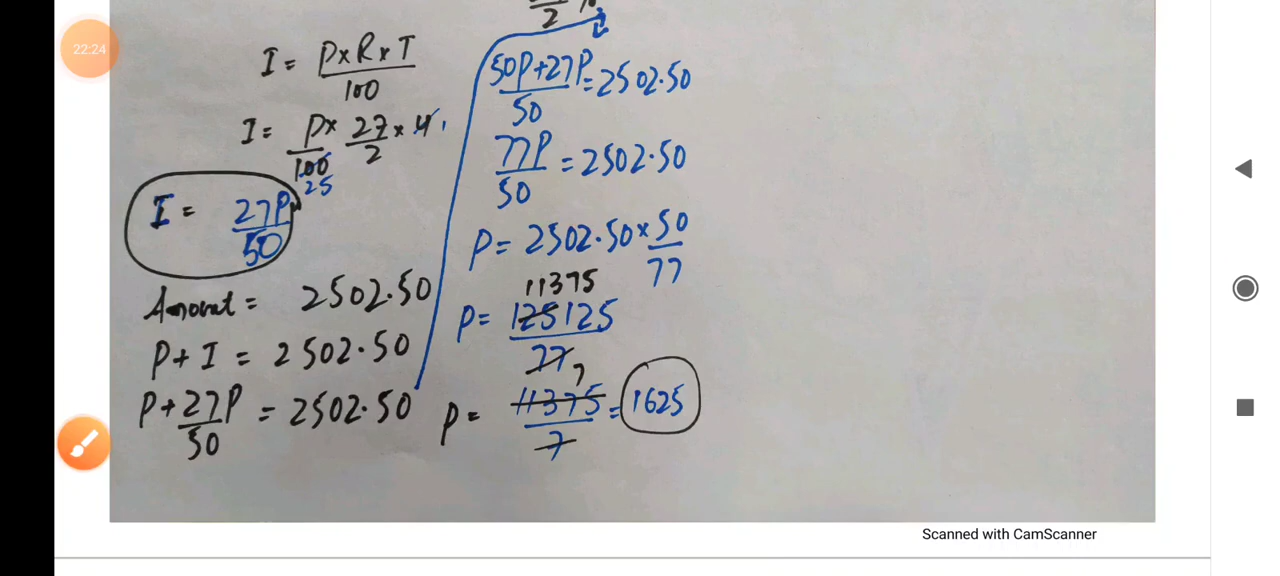 22:24
I = P×R×T
100
I = P × 27 × 4
100 2
25
I = 27P
50
Amount = 2502.50
P + I = 2502.50
P + 27P = 2502.50
50
2
50P+27P = 2502.50
50
77P = 2502.50
50
P = 2502.50 × 50
77
11375
P = 125125
77
7
P = 11375 = 1625
7
Scanned with CamScanner